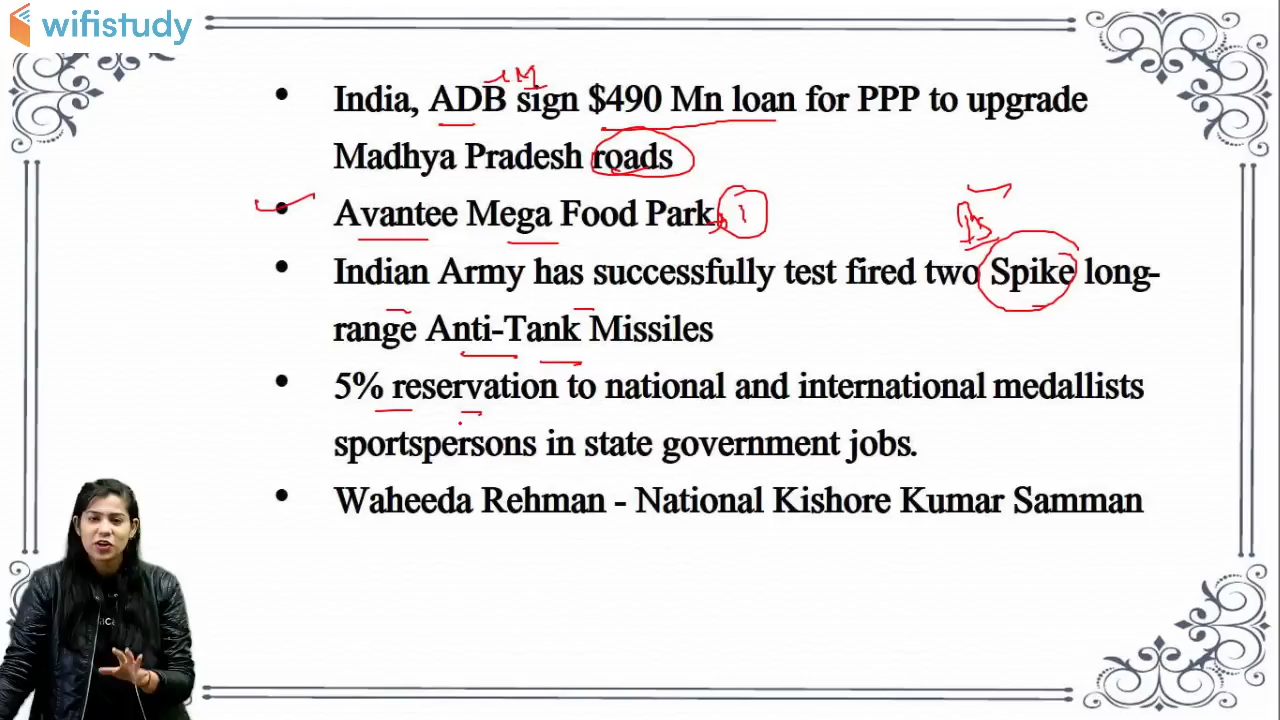 wifistudy
• India, ADB sign $490 Mn loan for PPP to upgrade
Madhya Pradesh roads
• Avantee Mega Food Park
• Indian Army has successfully test fired two Spike long-
range Anti-Tank Missiles
• 5% reservation to national and international medallists
sportspersons in state government jobs.
• Waheeda Rehman - National Kishore Kumar Samman